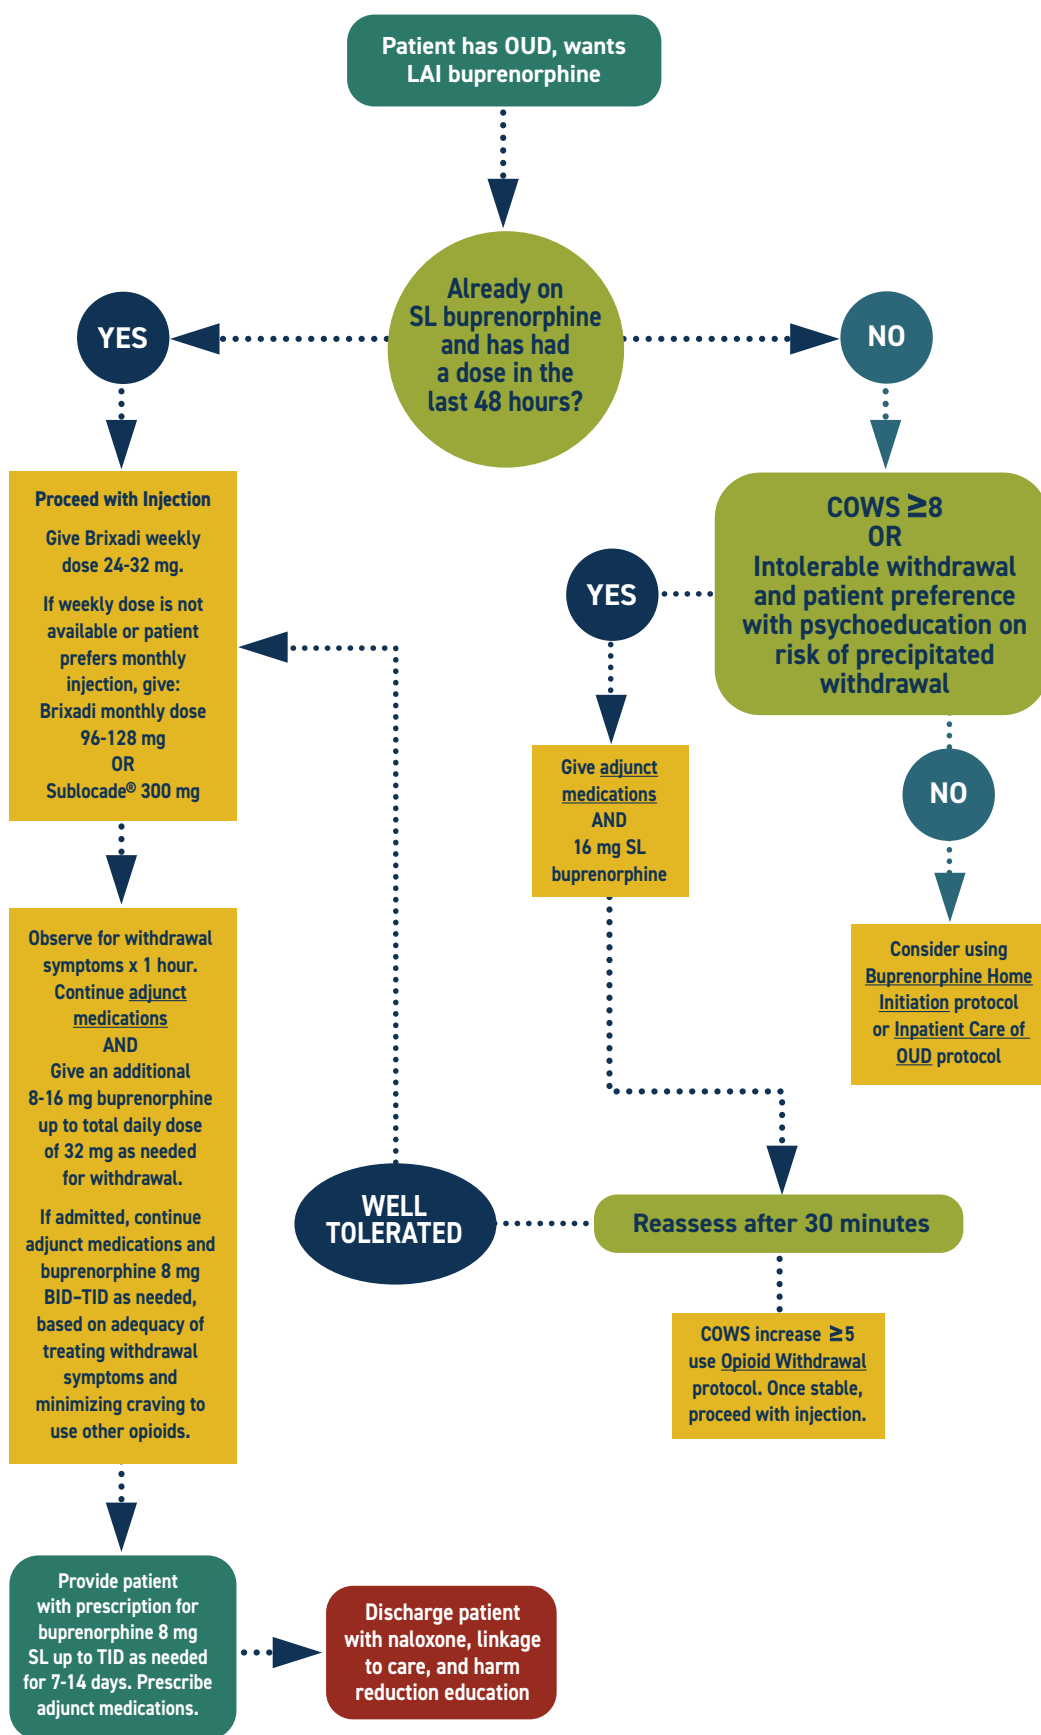 Patient has OUD, wants
LAI buprenorphine
Already on
SL buprenorphine
and has had
a dose in the
last 48 hours?
YES
NO
Proceed with Injection
Give Brixadi weekly
dose 24-32 mg.
If weekly dose is not
available or patient
prefers monthly
injection, give:
Brixadi monthly dose
96-128 mg
OR
Sublocade® 300 mg
COWS ≥8
OR
Intolerable withdrawal
and patient preference
with psychoeducation on
risk of precipitated
withdrawal
YES
NO
Give adjunct
medications
AND
16 mg SL
buprenorphine
Consider using
Buprenorphine Home
Initiation protocol
or Inpatient Care of
OUD protocol
Observe for withdrawal
symptoms x 1 hour.
Continue adjunct
medications
AND
Give an additional
8-16 mg buprenorphine
up to total daily dose
of 32 mg as needed
for withdrawal.
If admitted, continue
adjunct medications and
buprenorphine 8 mg
BID–TID as needed,
based on adequacy of
treating withdrawal
symptoms and
minimizing craving to
use other opioids.
WELL
TOLERATED
Reassess after 30 minutes
COWS increase ≥5
use Opioid Withdrawal
protocol. Once stable,
proceed with injection.
Provide patient
with prescription for
buprenorphine 8 mg
SL up to TID as needed
for 7-14 days. Prescribe
adjunct medications.
Discharge patient
with naloxone, linkage
to care, and harm
reduction education